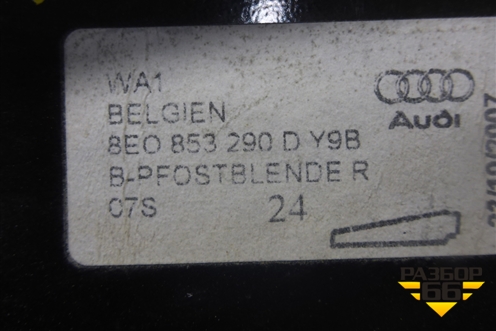 WA1
BELGIEN
8E0 853 290 D Y9B
B-PFOSTBLENDE R
07S
24
Audi
РАЗБОР
66